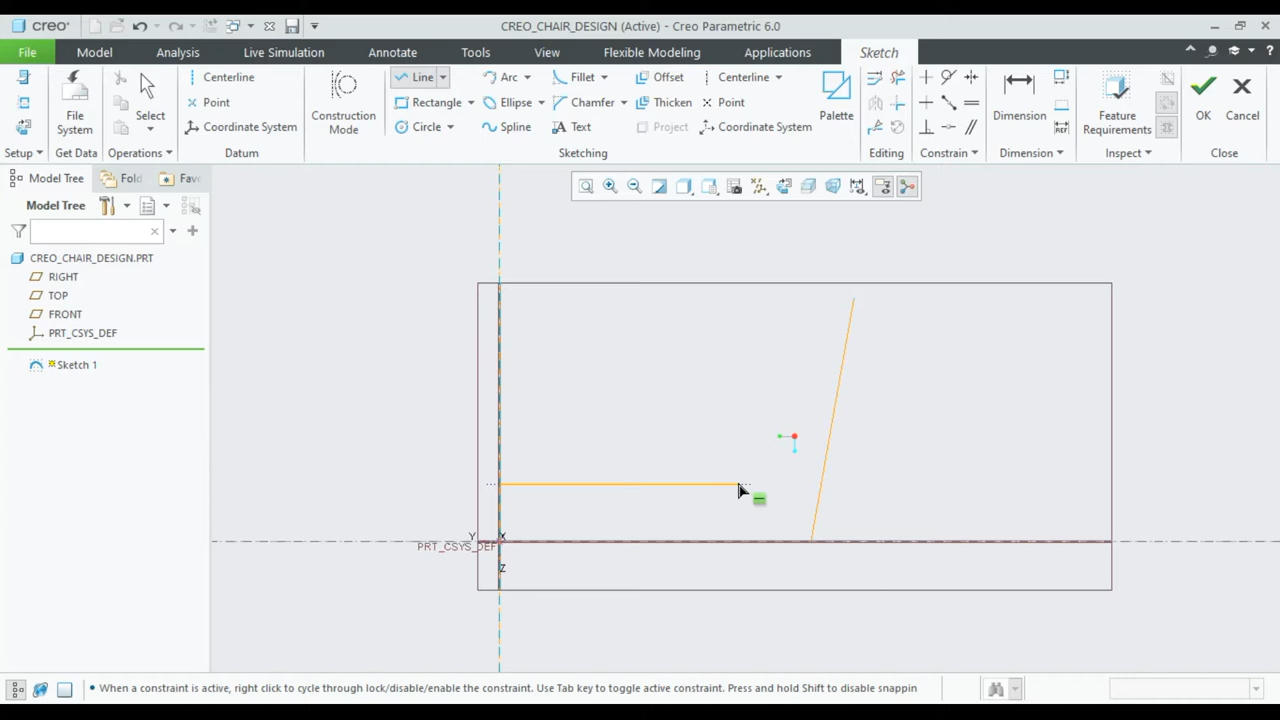 creo CREO_CHAIR_DESIGN (Active) - Creo Parametric 6.0
File Model Analysis Live Simulation Annotate Tools View Flexible Modeling Applications Sketch
Centerline Line Arc Fillet Offset Centerline
Point Rectangle Ellipse Chamfer Thicken Point
File System Select Coordinate System Construction Mode Circle Spline Text Project Coordinate System Palette Dimension Feature Requirements OK Cancel
Setup Get Data Operations Datum Sketching Editing Constrain Dimension Inspect Close
Model Tree Fold Fav
Model Tree
CREO_CHAIR_DESIGN.PRT
RIGHT
TOP
FRONT
PRT_CSYS_DEF
Sketch 1
Y X
PRT_CSYS_DEF
Z
When a constraint is active, right click to cycle through lock/disable/enable the constraint. Use Tab key to toggle active constraint. Press and hold Shift to disable snappin